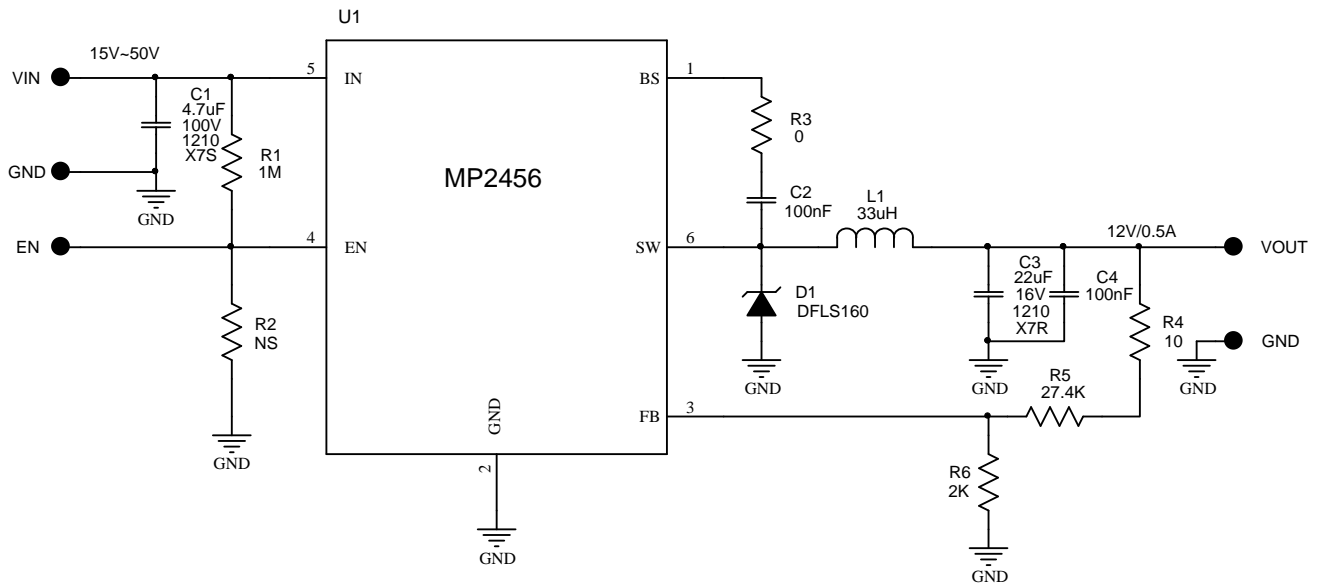 U1
15V~50V
VIN
5
IN
BS
1
C1
4.7uF
100V
1210
X7S
R3
0
GND
R1
1M
MP2456
GND
C2
100nF
L1
33uH
EN
4
EN
SW
6
12V/0.5A
VOUT
D1
DFLS160
C3
22uF
16V
1210
X7R
C4
100nF
R2
NS
R4
10
GND
GND
GND
GND
R5
27.4K
FB
3
GND
GND
2
R6
2K
GND
GND